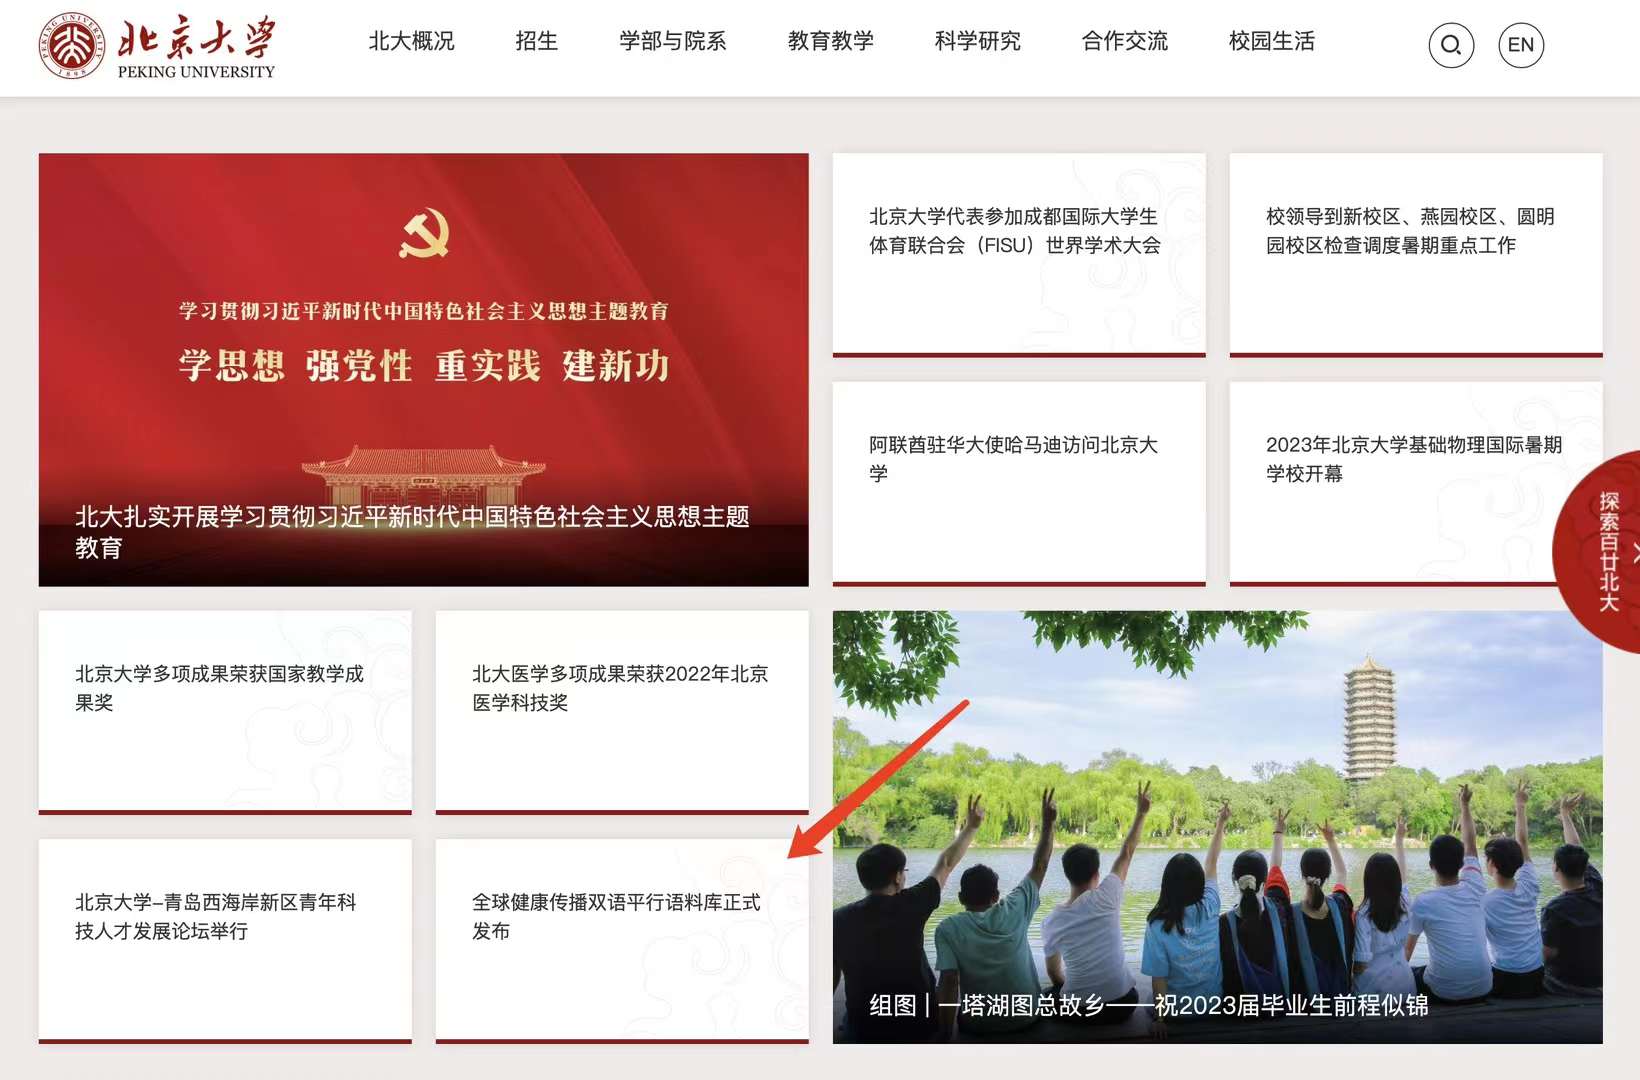 北京大学
PEKING UNIVERSITY
PEKING UNIVERSITY
1898
北大概况
招生
学部与院系
教育教学
科学研究
合作交流
校园生活
EN
学习贯彻习近平新时代中国特色社会主义思想主题教育
学思想 强党性 重实践 建新功
北大扎实开展学习贯彻习近平新时代中国特色社会主义思想主题
教育
北京大学代表参加成都国际大学生
体育联合会（FISU）世界学术大会
校领导到新校区、燕园校区、圆明
园校区检查调度暑期重点工作
阿联酋驻华大使哈马迪访问北京大
学
2023年北京大学基础物理国际暑期
学校开幕
探索百廿北大
北京大学多项成果荣获国家教学成
果奖
北大医学多项成果荣获2022年北京
医学科技奖
北京大学–青岛西海岸新区青年科
技人才发展论坛举行
全球健康传播双语平行语料库正式
发布
组图 | 一塔湖图总故乡——祝2023届毕业生前程似锦